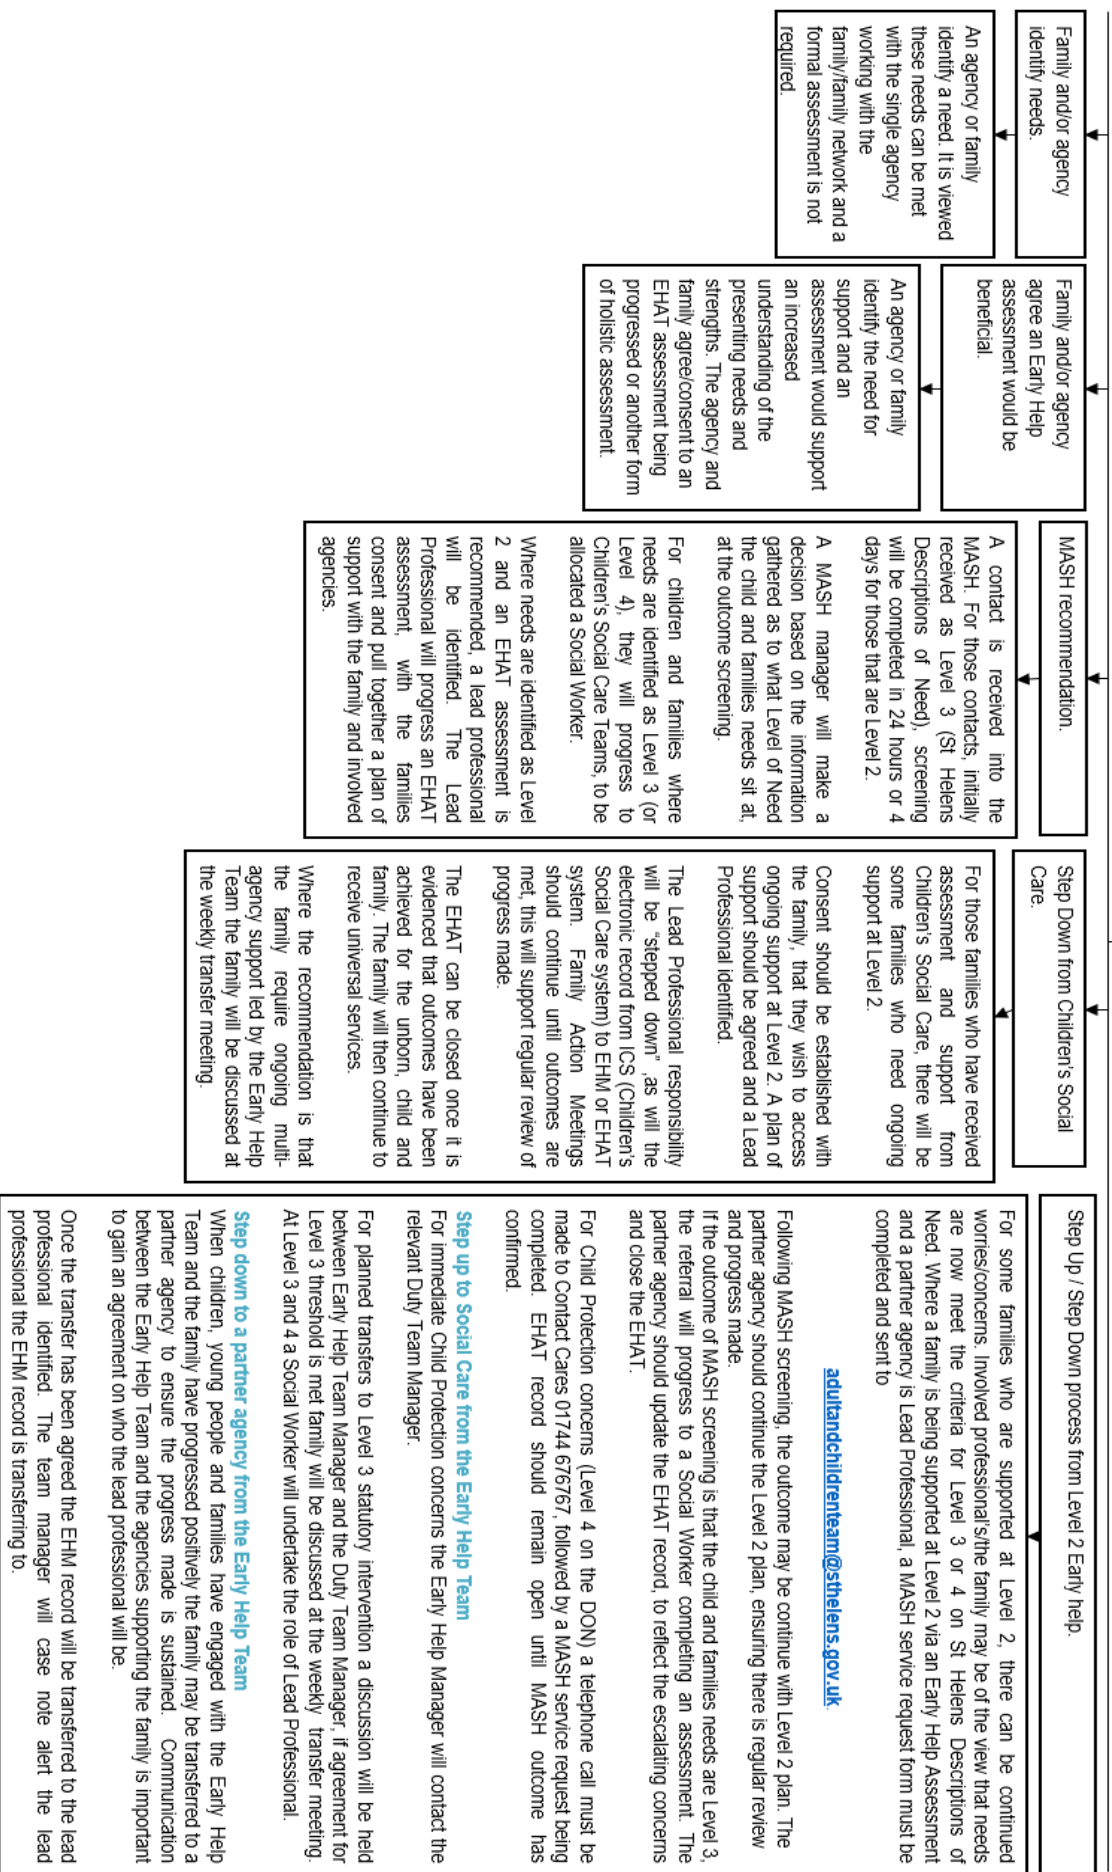 Family and/or agency
identify needs.
An agency or family
identify a need. It is viewed
these needs can be met
with the single agency
working with the
family/family network and a
formal assessment is not
required.
Family and/or agency
agree an Early Help
assessment would be
beneficial.
An agency or family
identify the need for
support and an
assessment would support
an increased
understanding of the
presenting needs and
strengths. The agency and
family agree/consent to an
EHAT assessment being
progressed or another form
of holistic assessment.
MASH recommendation.
A contact is received into the
MASH. For those contacts, initially
received as Level 3 (St Helens
Descriptions of Need), screening
will be completed in 24 hours or 4
days for those that are Level 2.
A MASH manager will make a
decision based on the information
gathered as to what Level of Need
the child and families needs sit at,
at the outcome screening.
For children and families where
needs are identified as Level 3 (or
Level 4), they will progress to
Children's Social Care Teams, to be
allocated a Social Worker.
Where needs are identified as Level
2 and an EHAT assessment is
recommended, a lead professional
will be identified. The Lead
Professional will progress an EHAT
assessment, with the families
consent and pull together a plan of
support with the family and involved
agencies.
Step Down from Children's Social
Care.
For those families who have received
assessment and support from
Children's Social Care, there will be
some families who need ongoing
support at Level 2.
Consent should be established with
the family, that they wish to access
ongoing support at Level 2. A plan of
support should be agreed and a Lead
Professional identified.
The Lead Professional responsibility
will be "stepped down" ,as will the
electronic record from ICS (Children's
Social Care system) to EHM or EHAT
system. Family Action Meetings
should continue until outcomes are
met, this will support regular review of
progress made.
The EHAT can be closed once it is
evidenced that outcomes have been
achieved for the unborn, child and
family. The family will then continue to
receive universal services.
Where the recommendation is that
the family require ongoing multi-
agency support led by the Early Help
Team the family will be discussed at
the weekly transfer meeting.
Step Up / Step Down process from Level 2 Early help.
For some families who are supported at Level 2, there can be continued
worries/concerns. Involved professional's/the family may be of the view that needs
are now meet the criteria for Level 3 or 4 on St Helens Descriptions of
Need. Where a family is being supported at Level 2 via an Early Help Assessment
and a partner agency is Lead Professional, a MASH service request form must be
completed and sent to
adultandchildrenteam@sthelens.gov.uk
Following MASH screening, the outcome may be continue with Level 2 plan. The
partner agency should continue the Level 2 plan, ensuring there is regular review
and progress made.
If the outcome of MASH screening is that the child and families needs are Level 3,
the referral will progress to a Social Worker completing an assessment. The
partner agency should update the EHAT record, to reflect the escalating concerns
and close the EHAT.
For Child Protection concerns (Level 4 on the DON) a telephone call must be
made to Contact Cares 01744 676767, followed by a MASH service request being
completed. EHAT record should remain open until MASH outcome has
confirmed.
Step up to Social Care from the Early Help Team
For immediate Child Protection concerns the Early Help Manager will contact the
relevant Duty Team Manager.
For planned transfers to Level 3 statutory intervention a discussion will be held
between Early Help Team Manager and the Duty Team Manager, if agreement for
Level 3 threshold is met family will be discussed at the weekly transfer meeting.
At Level 3 and 4 a Social Worker will undertake the role of Lead Professional.
Step down to a partner agency from the Early Help Team
When children, young people and families have engaged with the Early Help
Team and the family have progressed positively the family may be transferred to a
partner agency to ensure the progress made is sustained. Communication
between the Early Help Team and the agencies supporting the family is important
to gain an agreement on who the lead professional will be.
Once the transfer has been agreed the EHM record will be transferred to the lead
professional identified. The team manager will case note alert the lead
professional the EHM record is transferring to.